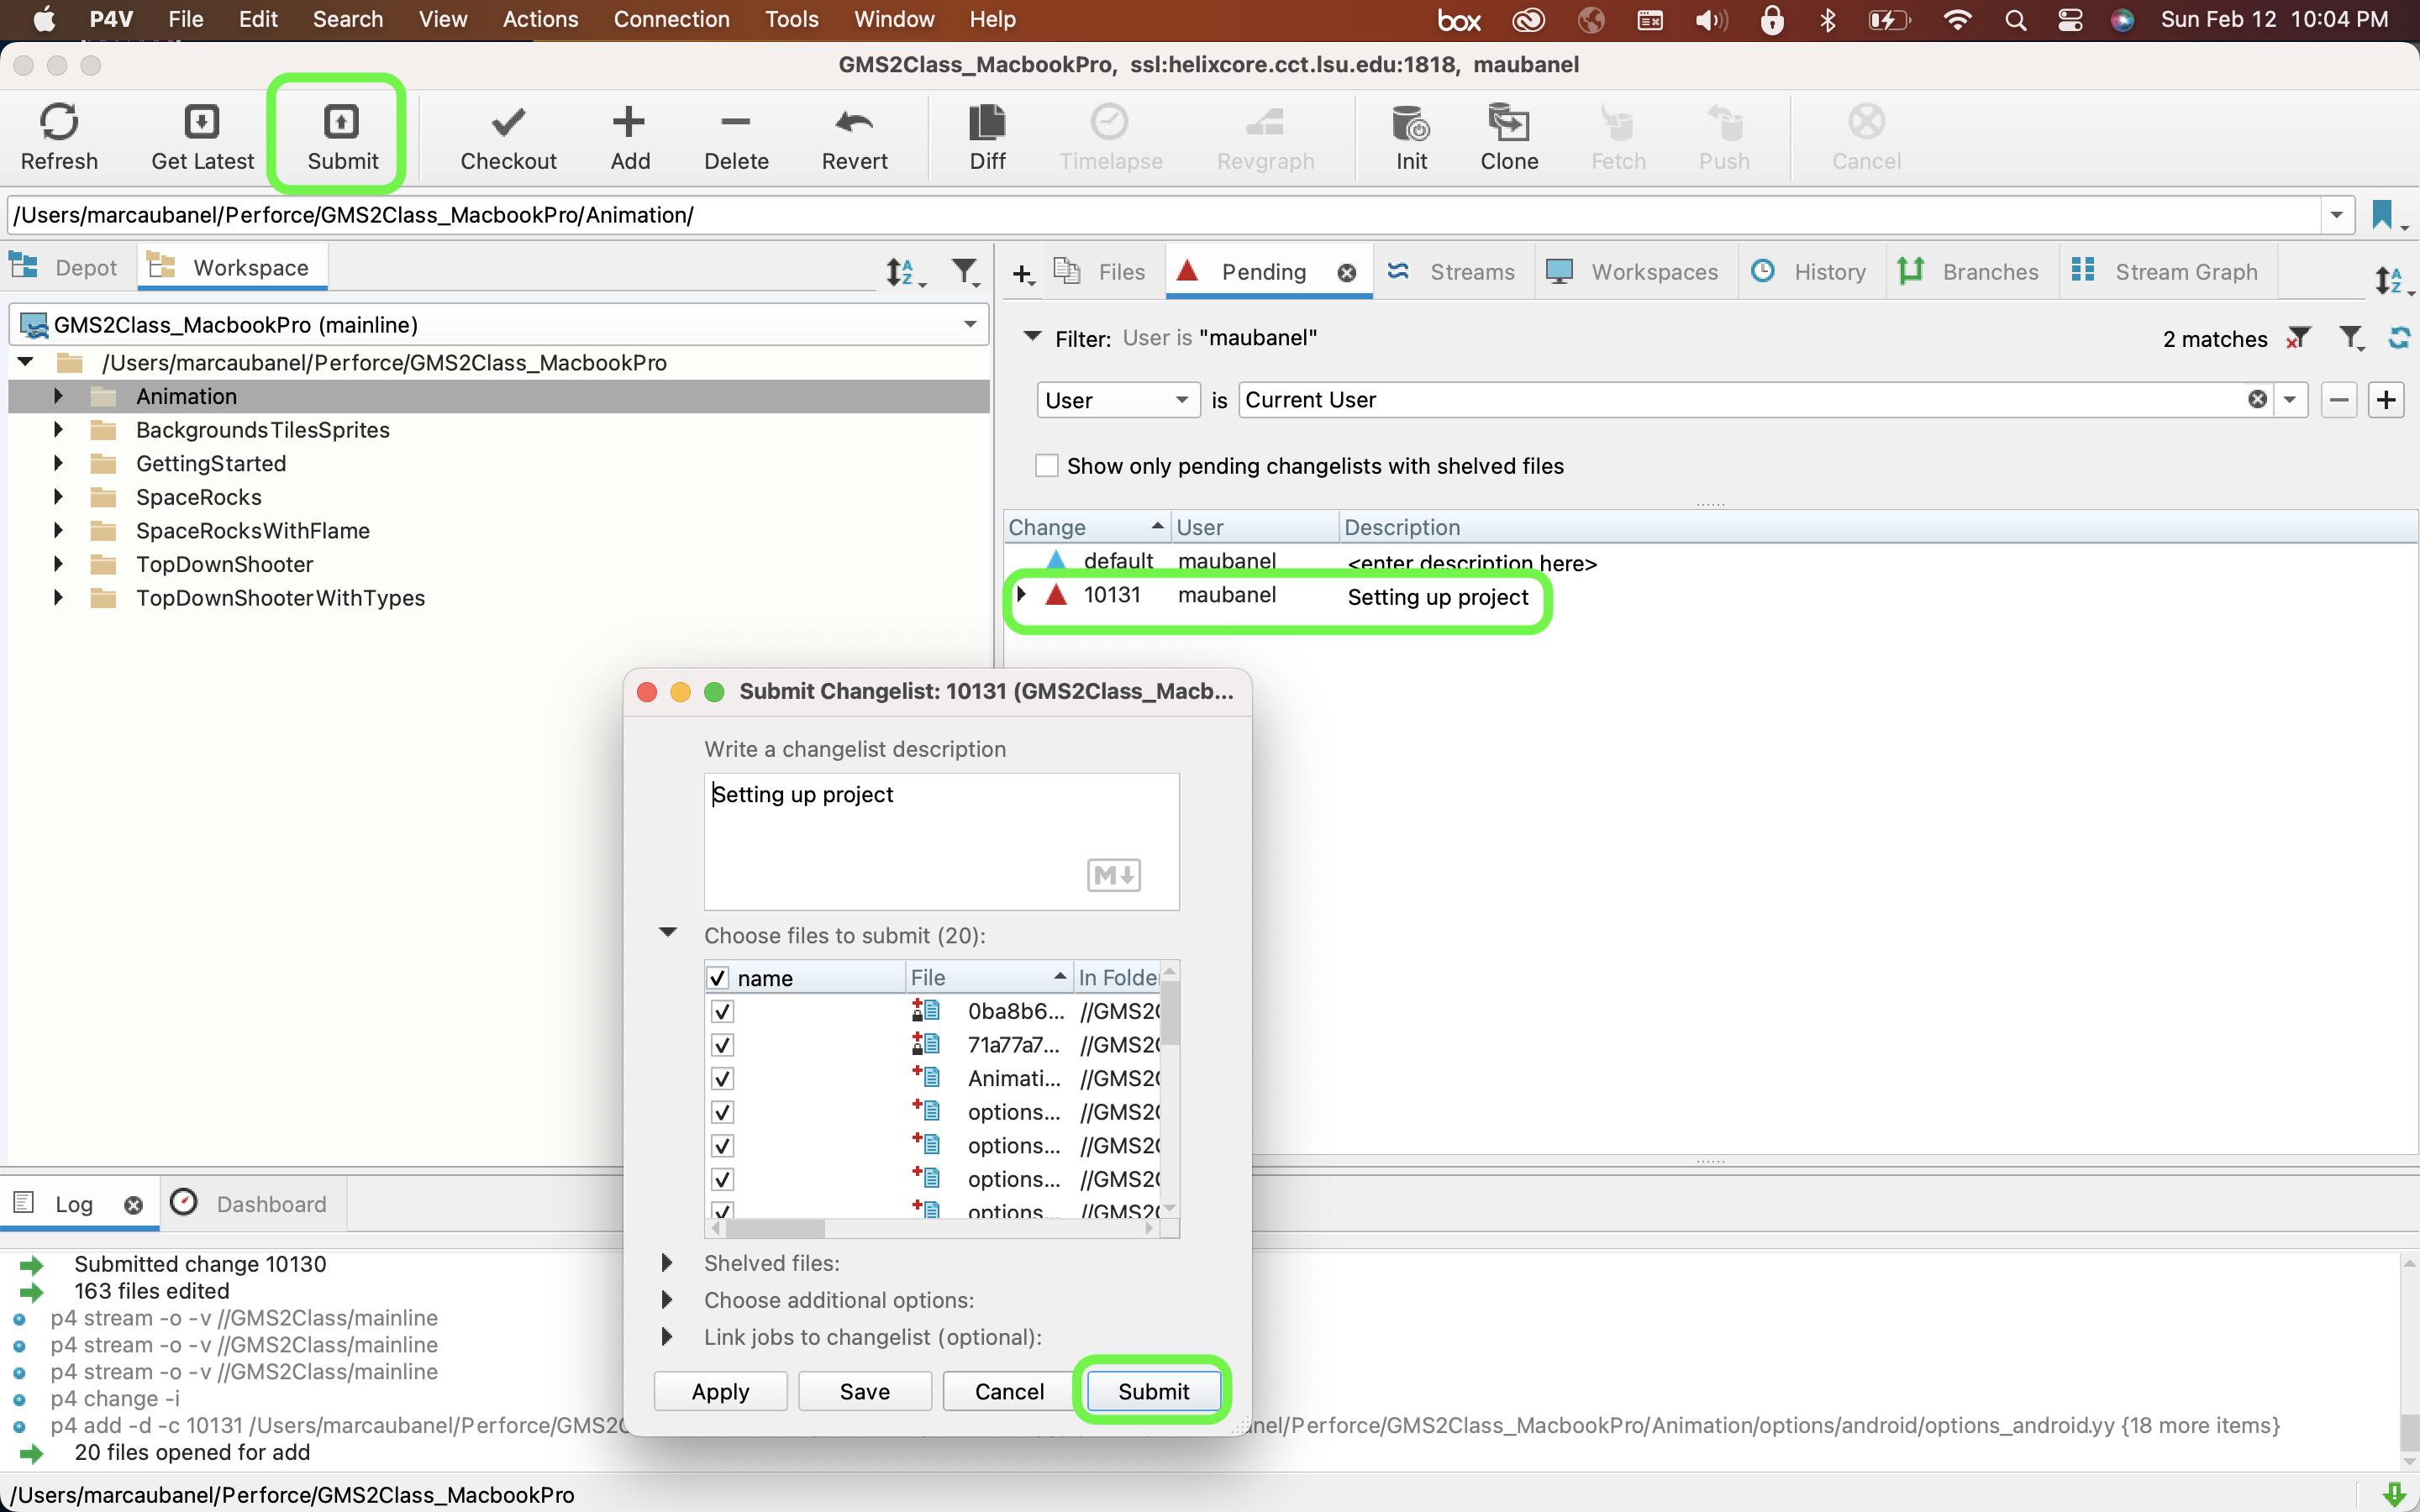 P4V File Edit Search View Actions Connection Tools Window Help box Sun Feb 12 10:04 PM
GMS2Class_MacbookPro, ssl:helixcore.cct.lsu.edu:1818, maubanel
Refresh Get Latest Submit Checkout Add Delete Revert Diff Timelapse Revgraph Init Clone Fetch Push Cancel
/Users/marcaubanel/Perforce/GMS2Class_MacbookPro/Animation/
Depot Workspace
GMS2Class_MacbookPro (mainline)
/Users/marcaubanel/Perforce/GMS2Class_MacbookPro
Animation
BackgroundsTilesSprites
GettingStarted
SpaceRocks
SpaceRocksWithFlame
TopDownShooter
TopDownShooterWithTypes
Files Pending Streams Workspaces History Branches Stream Graph
Filter: User is "maubanel" 2 matches
User is Current User
Show only pending changelists with shelved files
Change User Description
default maubanel <enter description here>
10131 maubanel Setting up project
Submit Changelist: 10131 (GMS2Class_Macb...
Write a changelist description
Setting up project
M
Choose files to submit (20):
name File In Folder
0ba8b6... //GMS2C
71a77a7... //GMS2C
Animati... //GMS2C
options... //GMS2C
options... //GMS2C
options... //GMS2C
options... //GMS2C
Shelved files:
Choose additional options:
Link jobs to changelist (optional):
Apply Save Cancel Submit
Log Dashboard
Submitted change 10130
163 files edited
p4 stream -o -v //GMS2Class/mainline
p4 stream -o -v //GMS2Class/mainline
p4 stream -o -v //GMS2Class/mainline
p4 change -i
p4 add -d -c 10131 /Users/marcaubanel/Perforce/GMS2C nel/Perforce/GMS2Class_MacbookPro/Animation/options/android/options_android.yy {18 more items}
20 files opened for add
/Users/marcaubanel/Perforce/GMS2Class_MacbookPro